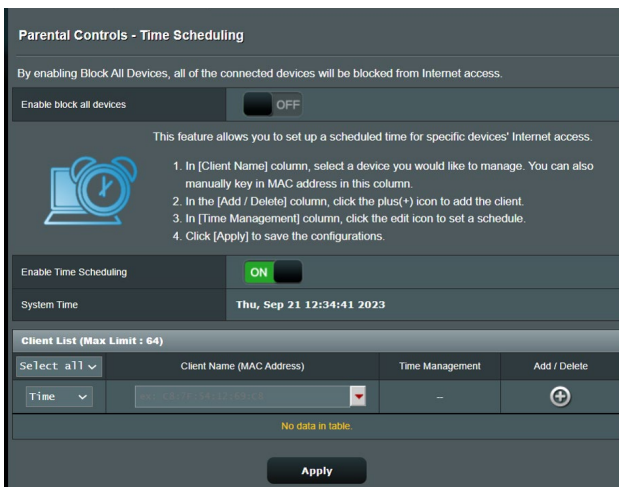 Parental Controls - Time Scheduling
By enabling Block All Devices, all of the connected devices will be blocked from Internet access.
Enable block all devices
OFF
This feature allows you to set up a scheduled time for specific devices' Internet access.
1. In [Client Name] column, select a device you would like to manage. You can also
manually key in MAC address in this
column.
2. In the [Add / Delete] column, click the plus(+) icon to add the client.
3. In [Time Management] column, click the edit icon to set a schedule.
4. Click [Apply] to save the configurations.
Enable Time Scheduling
ON
System Time
Thu, Sep 21 12:34:41 2023
Client List (Max Limit : 64)
Select all
Client Name (MAC Address)
Time Management
Add / Delete
Time
–
No data in table.
Apply